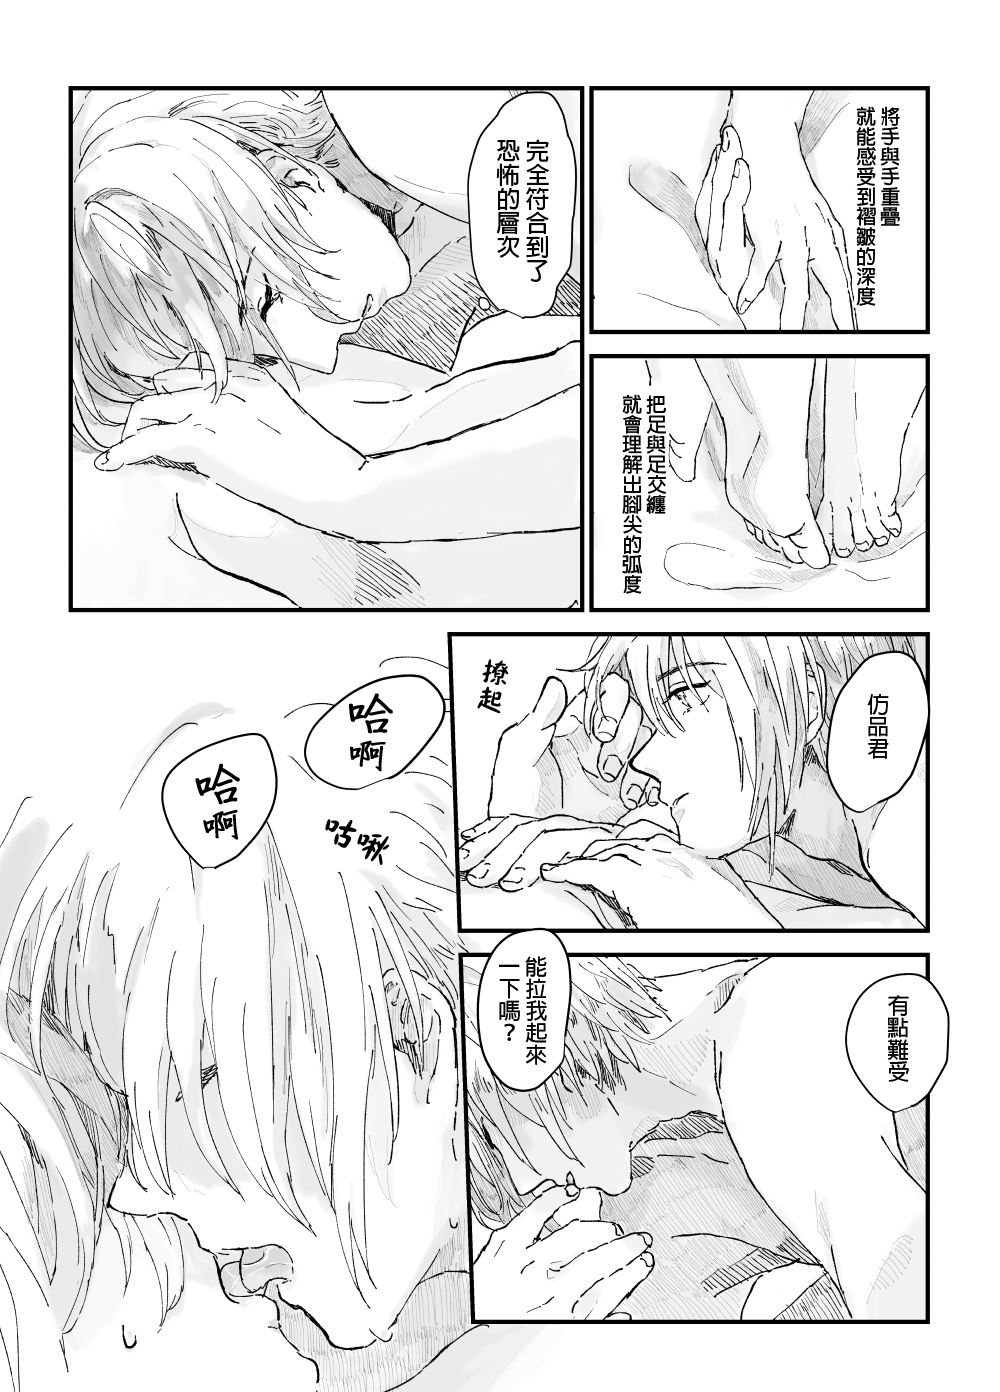 將手與手重疊
就能感受到褶皺的深度
把足與足交纏
就會理解出腳尖的弧度
完全符合到了
恐怖的層次
仿品君
撩起
有點難受
能拉我起來
一下嗎？
哈啊
哈啊
咕啾